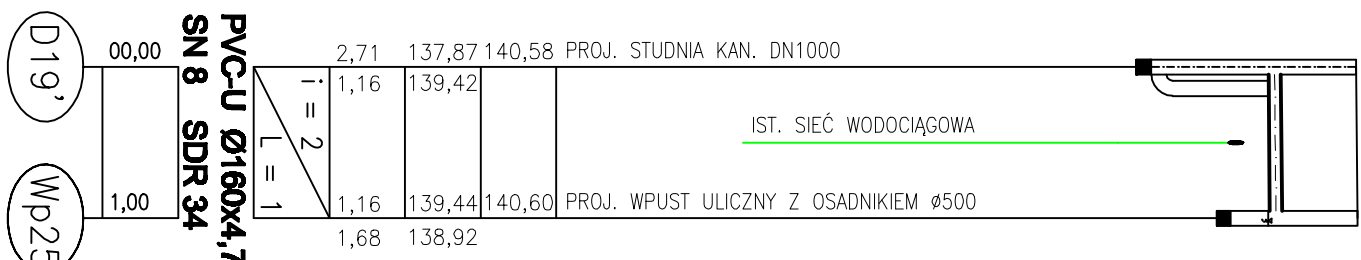 D19'
00,00
PVC-U Ø160x4,7
SN 8 SDR 34
i = 2
L = 1
2,71 137,87 140,58 PROJ. STUDNIA KAN. DN1000
1,16 139,42
IST. SIEĆ WODOCIĄGOWA
Wp25
1,00
1,16 139,44 140,60 PROJ. WPUST ULICZNY Z OSADNIKIEM Ø500
1,68 138,92